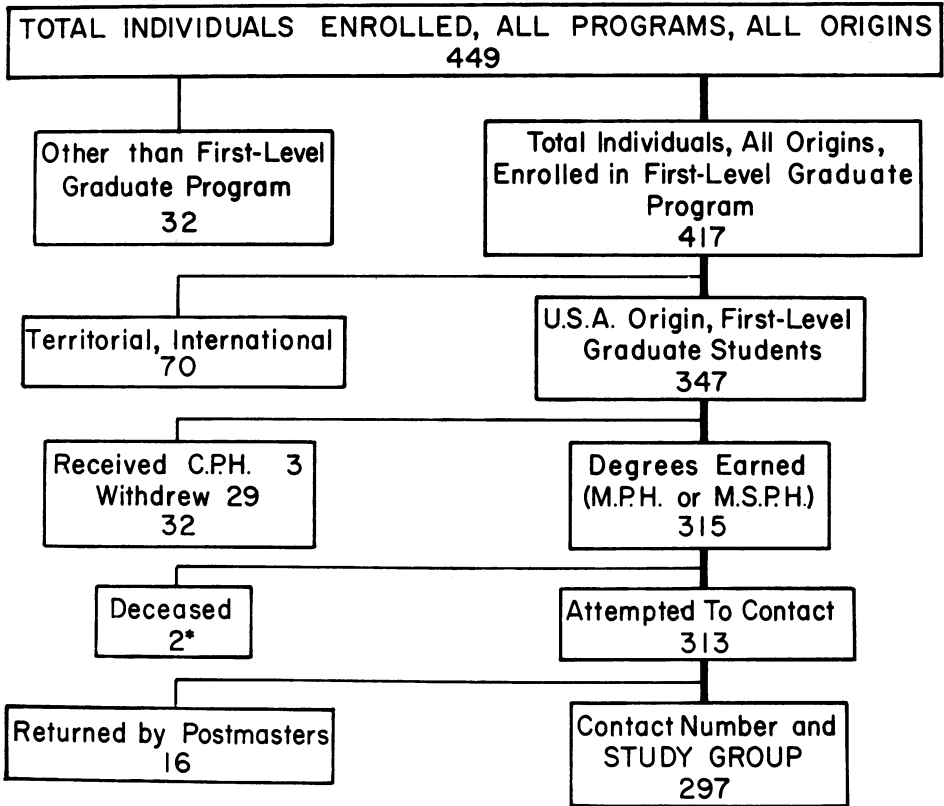 TOTAL INDIVIDUALS ENROLLED, ALL PROGRAMS, ALL ORIGINS
449
Other than First-Level
Graduate Program
32
Total Individuals, All Origins,
Enrolled in First-Level Graduate
Program
417
Territorial, International
70
U.S.A. Origin, First-Level
Graduate Students
347
Received C.P.H. 3
Withdrew 29
32
Degrees Earned
(M.P.H. or M.S.P.H.)
315
Deceased
2*
Attempted To Contact
313
Returned by Postmasters
16
Contact Number and
STUDY GROUP
297